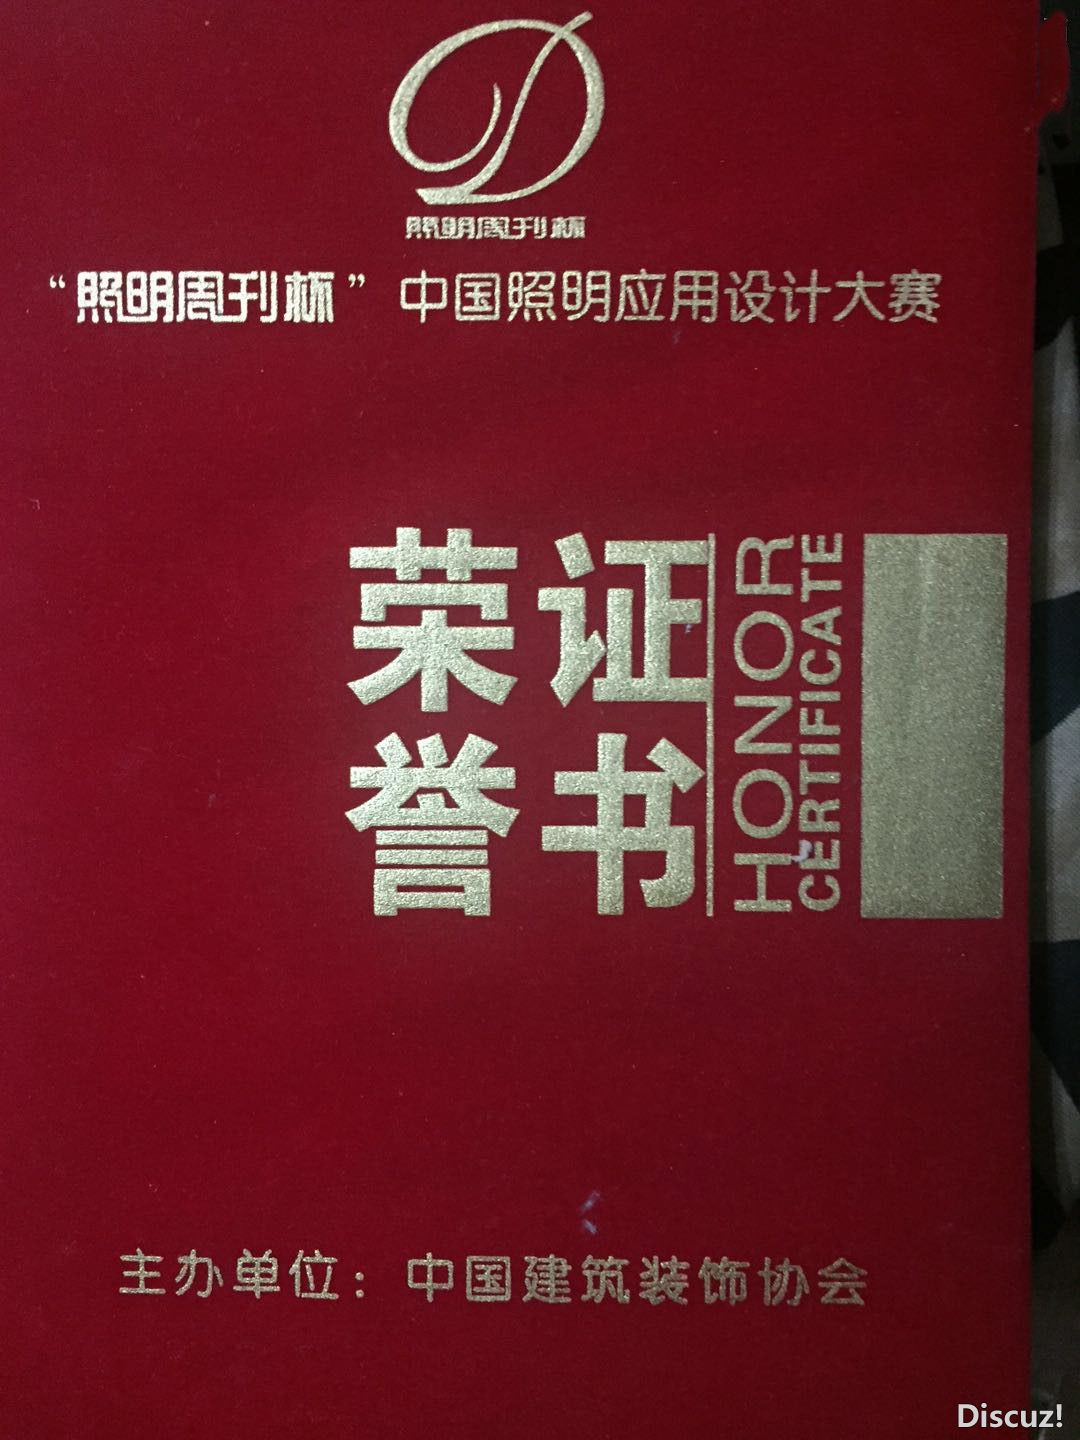 照明周刊杯
“照明周刊杯”中国照明应用设计大赛
荣誉
证书
HONOR
CERTIFICATE
主办单位：中国建筑装饰协会
Discuz!